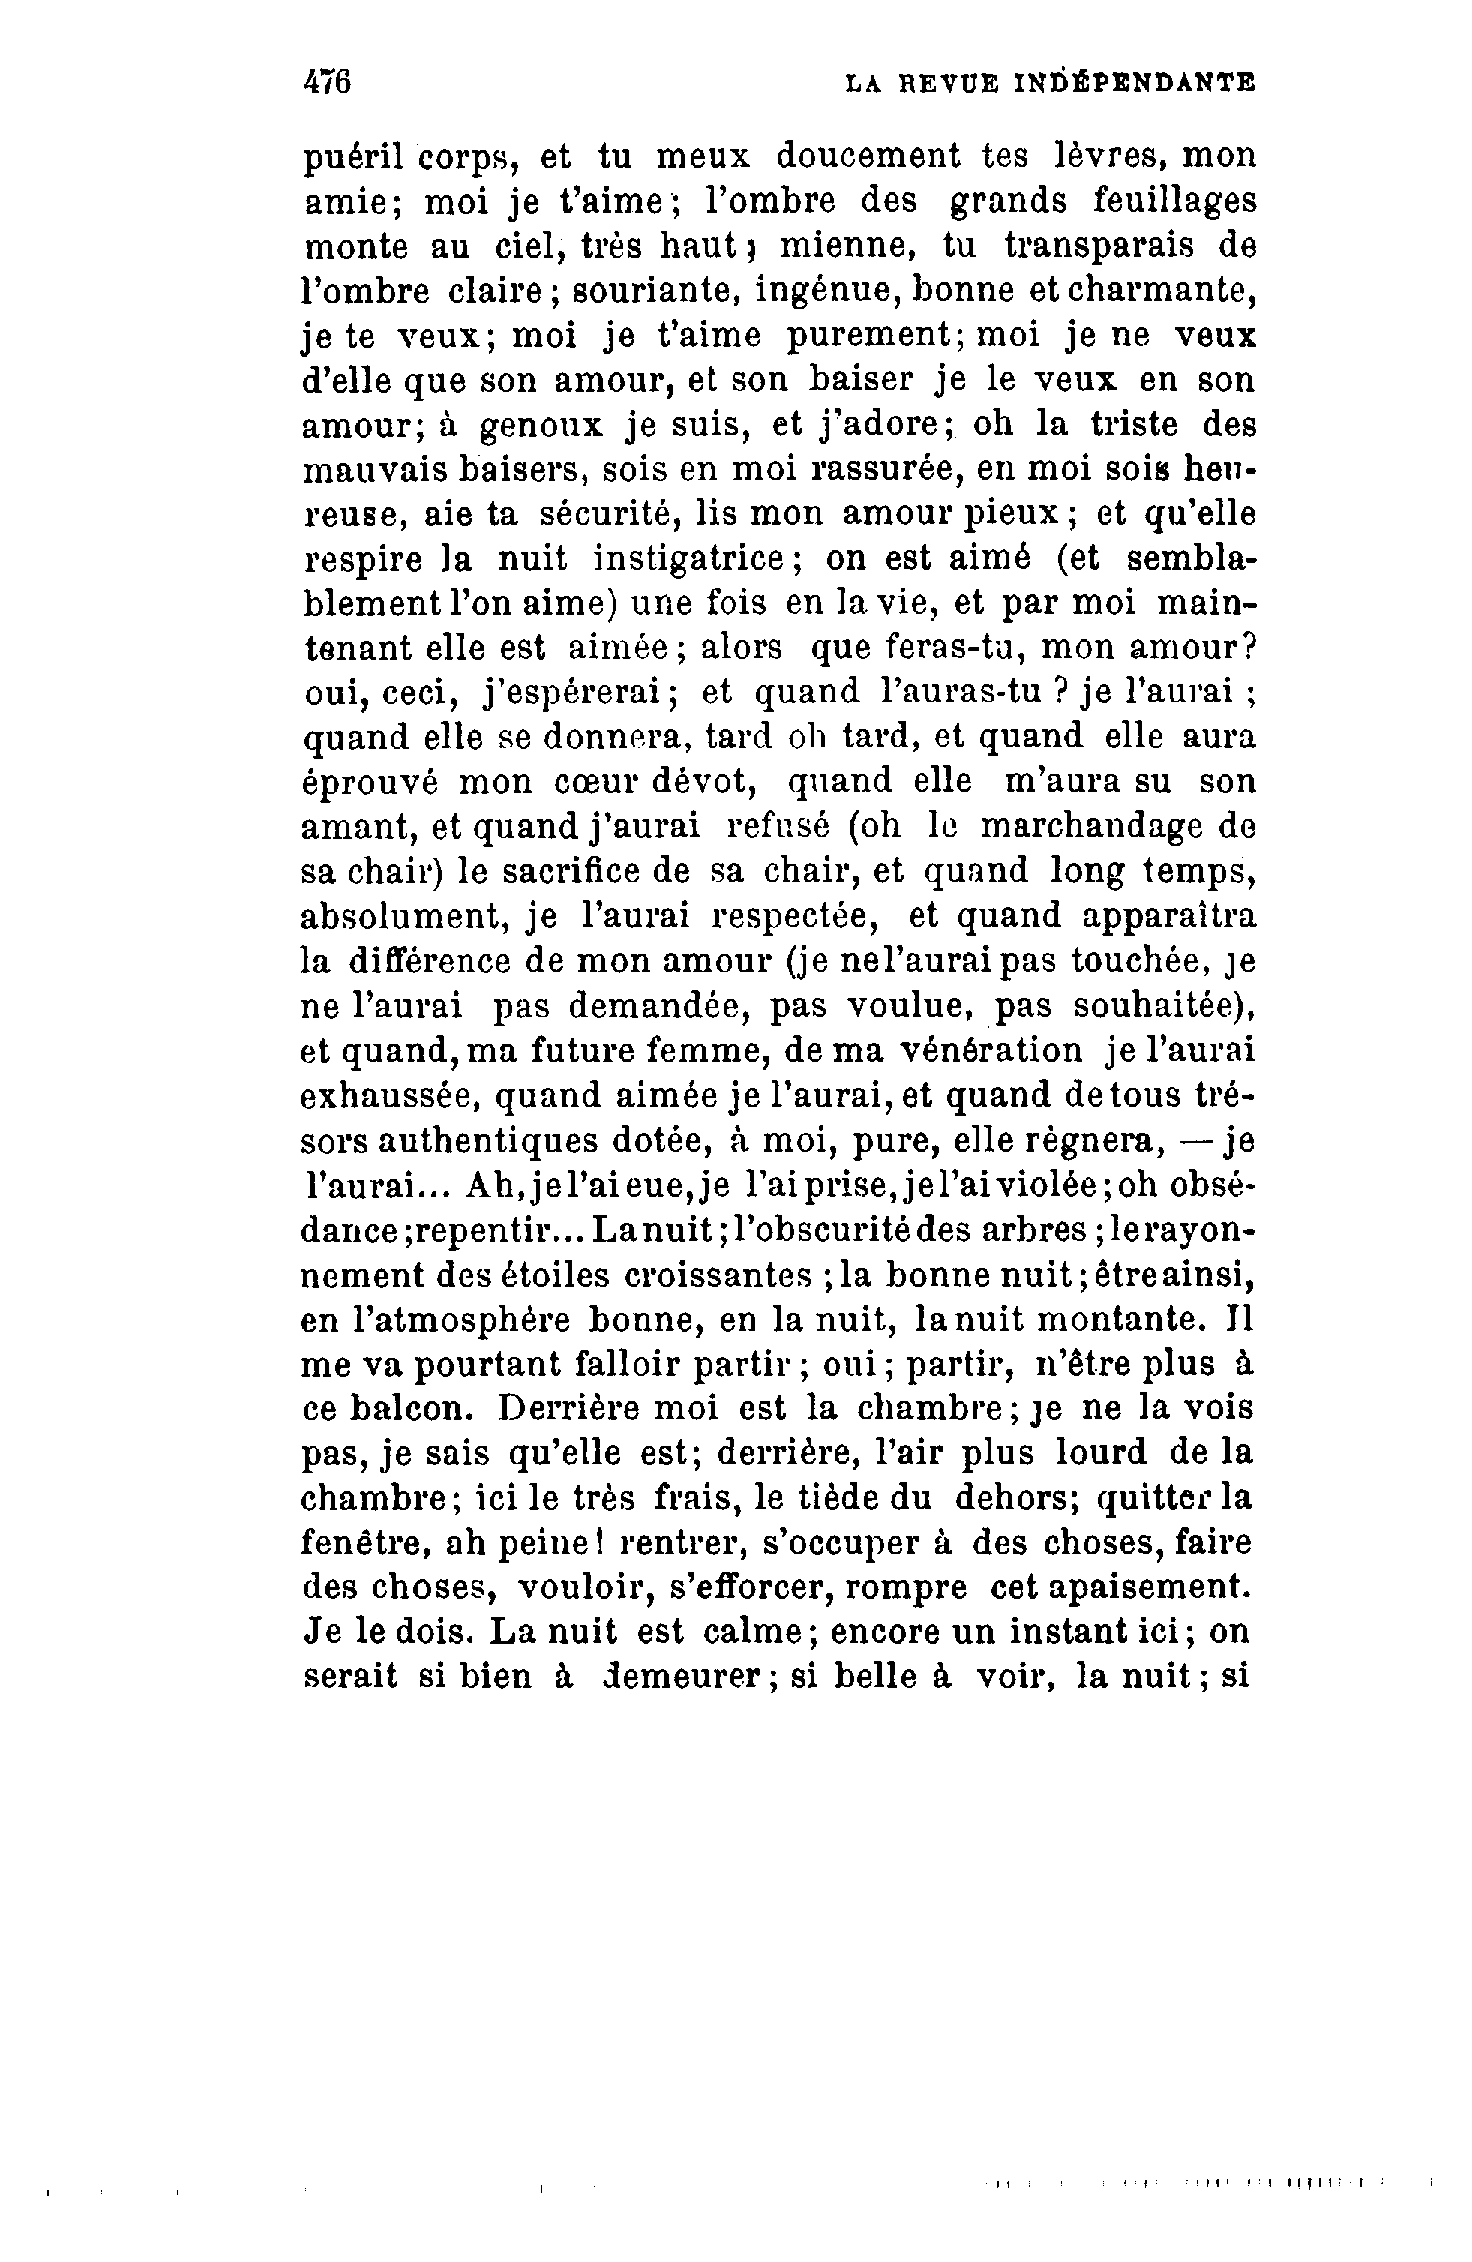 476 LA REVUE INDÉPENDANTE
puéril corps, et tu meux doucement tes lèvres, mon
amie; moi je t'aime; l'ombre des grands feuillages
monte au ciel, très haut; mienne, tu transparais de
l'ombre claire; souriante, ingénue, bonne et charmante,
je te veux; moi je t'aime purement; moi je ne veux
d'elle que son amour, et son baiser je le veux en son
amour; à genoux je suis, et j'adore; oh la triste des
mauvais baisers, sois en moi rassurée, en moi sois heu-
reuse, aie ta sécurité, lis mon amour pieux; et qu'elle
respire la nuit instigatrice; on est aimé (et sembla-
blement l'on aime) une fois en la vie, et par moi main-
tenant elle est aimée; alors que feras-tu, mon amour?
oui, ceci, j'espérerai; et quand l'auras-tu ? je l'aurai ;
quand elle se donnera, tard oh tard, et quand elle aura
éprouvé mon cœur dévot, quand elle m'aura su son
amant, et quand j'aurai refusé (oh le marchandage de
sa chair) le sacrifice de sa chair, et quand long temps,
absolument, je l'aurai respectée, et quand apparaîtra
la différence de mon amour (je ne l'aurai pas touchée, je
ne l'aurai pas demandée, pas voulue, pas souhaitée),
et quand, ma future femme, de ma vénération je l'aurai
exhaussée, quand aimée je l'aurai, et quand de tous tré-
sors authentiques dotée, à moi, pure, elle règnera, — je
l'aurai... Ah, je l'ai eue, je l'ai prise, je l'ai violée; oh obsé-
dance; repentir... La nuit; l'obscurité des arbres; le rayon-
nement des étoiles croissantes; la bonne nuit; être ainsi,
en l'atmosphère bonne, en la nuit, la nuit montante. Il
me va pourtant falloir partir; oui; partir, n'être plus à
ce balcon. Derrière moi est la chambre; je ne la vois
pas, je sais qu'elle est; derrière, l'air plus lourd de la
chambre; ici le très frais, le tiède du dehors; quitter la
fenêtre, ah peine! rentrer, s'occuper à des choses, faire
des choses, vouloir, s'efforcer, rompre cet apaisement.
Je le dois. La nuit est calme; encore un instant ici; on
serait si bien à demeurer; si belle à voir, la nuit; si